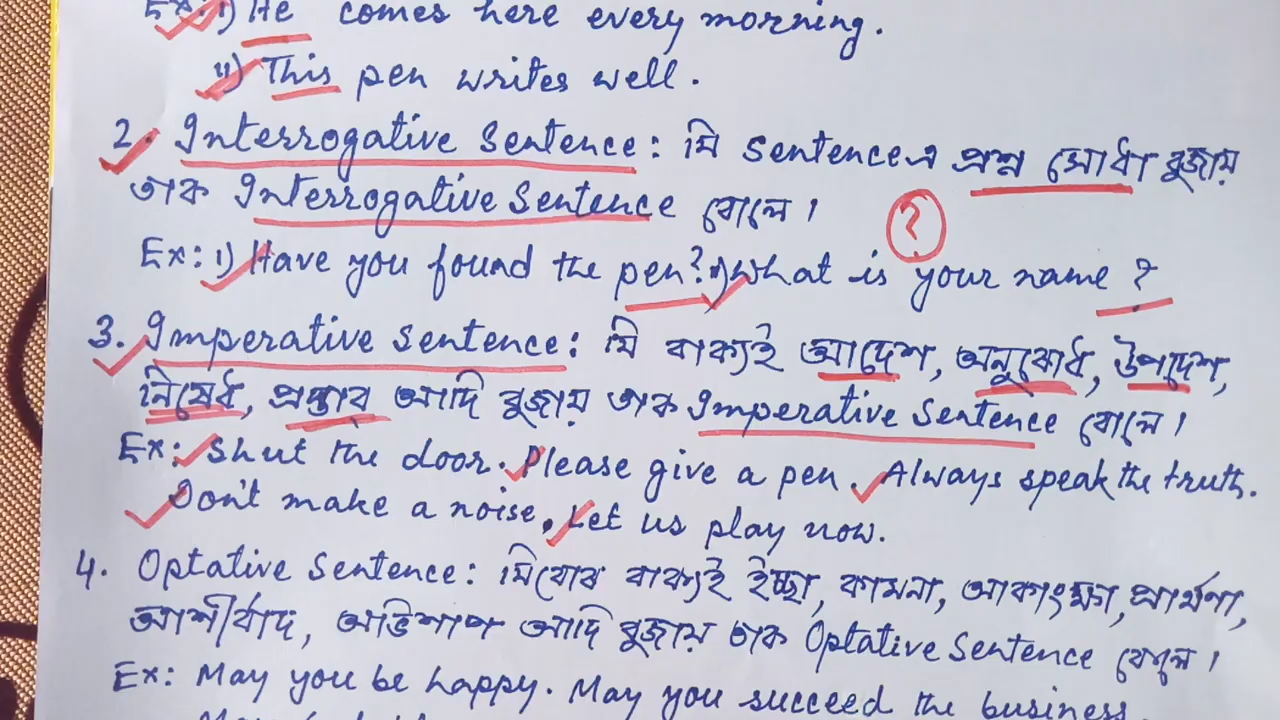 Ex: i) He comes here every morning.
ii) This pen writes well.
2. Interrogative Sentence: যি sentence এ প্ৰশ্ন সোধা বুজায়
তাক Interrogative Sentence বোলে।
?
Ex: i) Have you found the pen? ii) What is your name?
3. Imperative Sentence: যি বাক্যই আদেশ, অনুৰোধ, উপদেশ,
নিষেধ, প্ৰস্তাৱ আদি বুজায় তাক Imperative Sentence বোলে।
Ex: Shut the door. Please give a pen. Always speak the truth.
Don't make a noise. Let us play now.
4. Optative Sentence: যিবোৰ বাক্যই ইচ্ছা, কামনা, আকাংক্ষা, প্ৰাৰ্থনা,
আশীৰ্বাদ, অভিশাপ আদি বুজায় তাক Optative Sentence বোলে।
Ex: May you be happy. May you succeed the business.